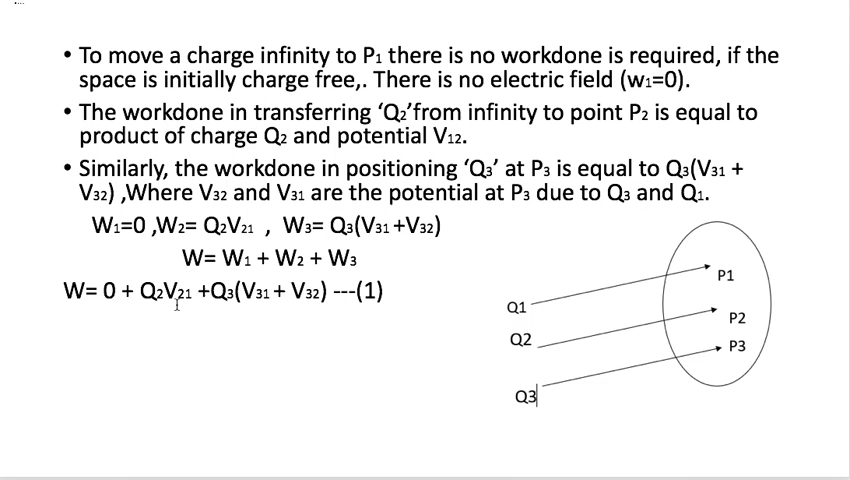 • To move a charge infinity to P1 there is no workdone is required, if the
space is initially charge free,. There is no electric field (w1=0).
• The workdone in transferring ‘Q2’from infinity to point P2 is equal to
product of charge Q2 and potential V12.
• Similarly, the workdone in positioning ‘Q3’ at P3 is equal to Q3(V31 +
V32) ,Where V32 and V31 are the potential at P3 due to Q3 and Q1.
W1=0 ,W2= Q2V21 , W3= Q3(V31 +V32)
W= W1 + W2 + W3
W= 0 + Q2V21 +Q3(V31 + V32) ---(1)
P1
Q1
P2
Q2
P3
Q3